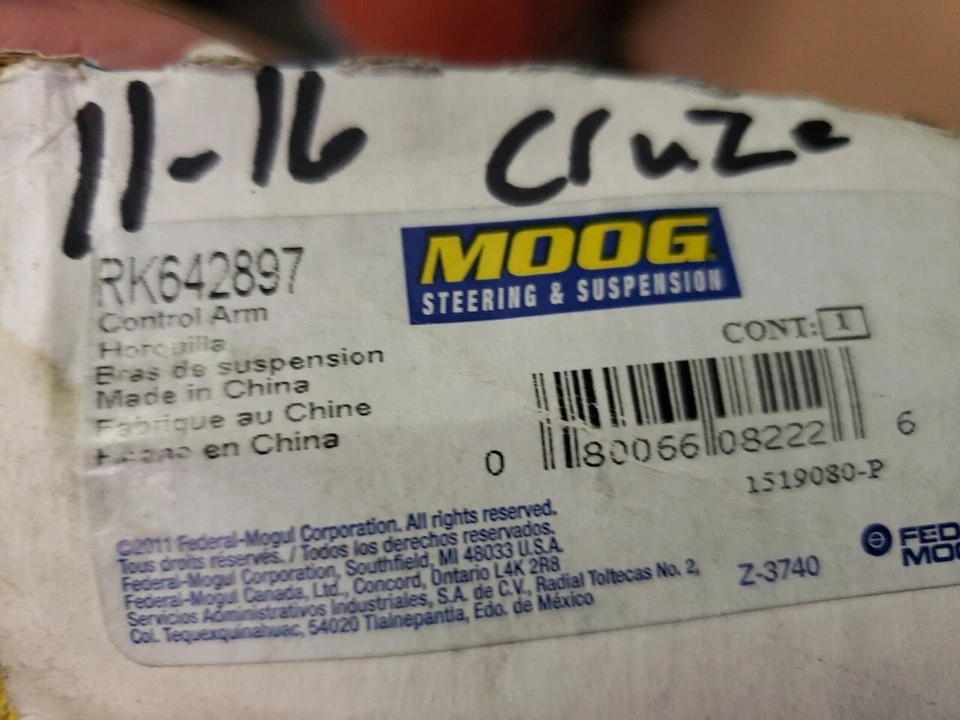 11-16 Cruze
RK642897
Control Arm
Horquilla
Bras de suspension
Made in China
Fabrique au Chine
Hecho en China
MOOG
STEERING & SUSPENSION
CONT: 1
0 80066 08222 6
1519080-P
©2011 Federal-Mogul Corporation. All rights reserved.
Tous droits reservés. / Todos los derechos reservados.
Federal-Mogul Corporation, Southfield, MI 48033 U.S.A.
Federal-Mogul Canada, Ltd., Concord, Ontario L4K 2R8
Servicios Administrativos Industriales, S.A. de C.V., Radial Toltecas No. 2,
Col. Tequexquinahuac, 54020 Tlalnepantla, Edo. de México
Z-3740